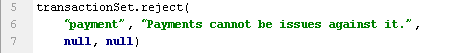 5 transactionSet.reject(
6 “payment”, “Payments cannot be issues against it.”,
7 null, null)